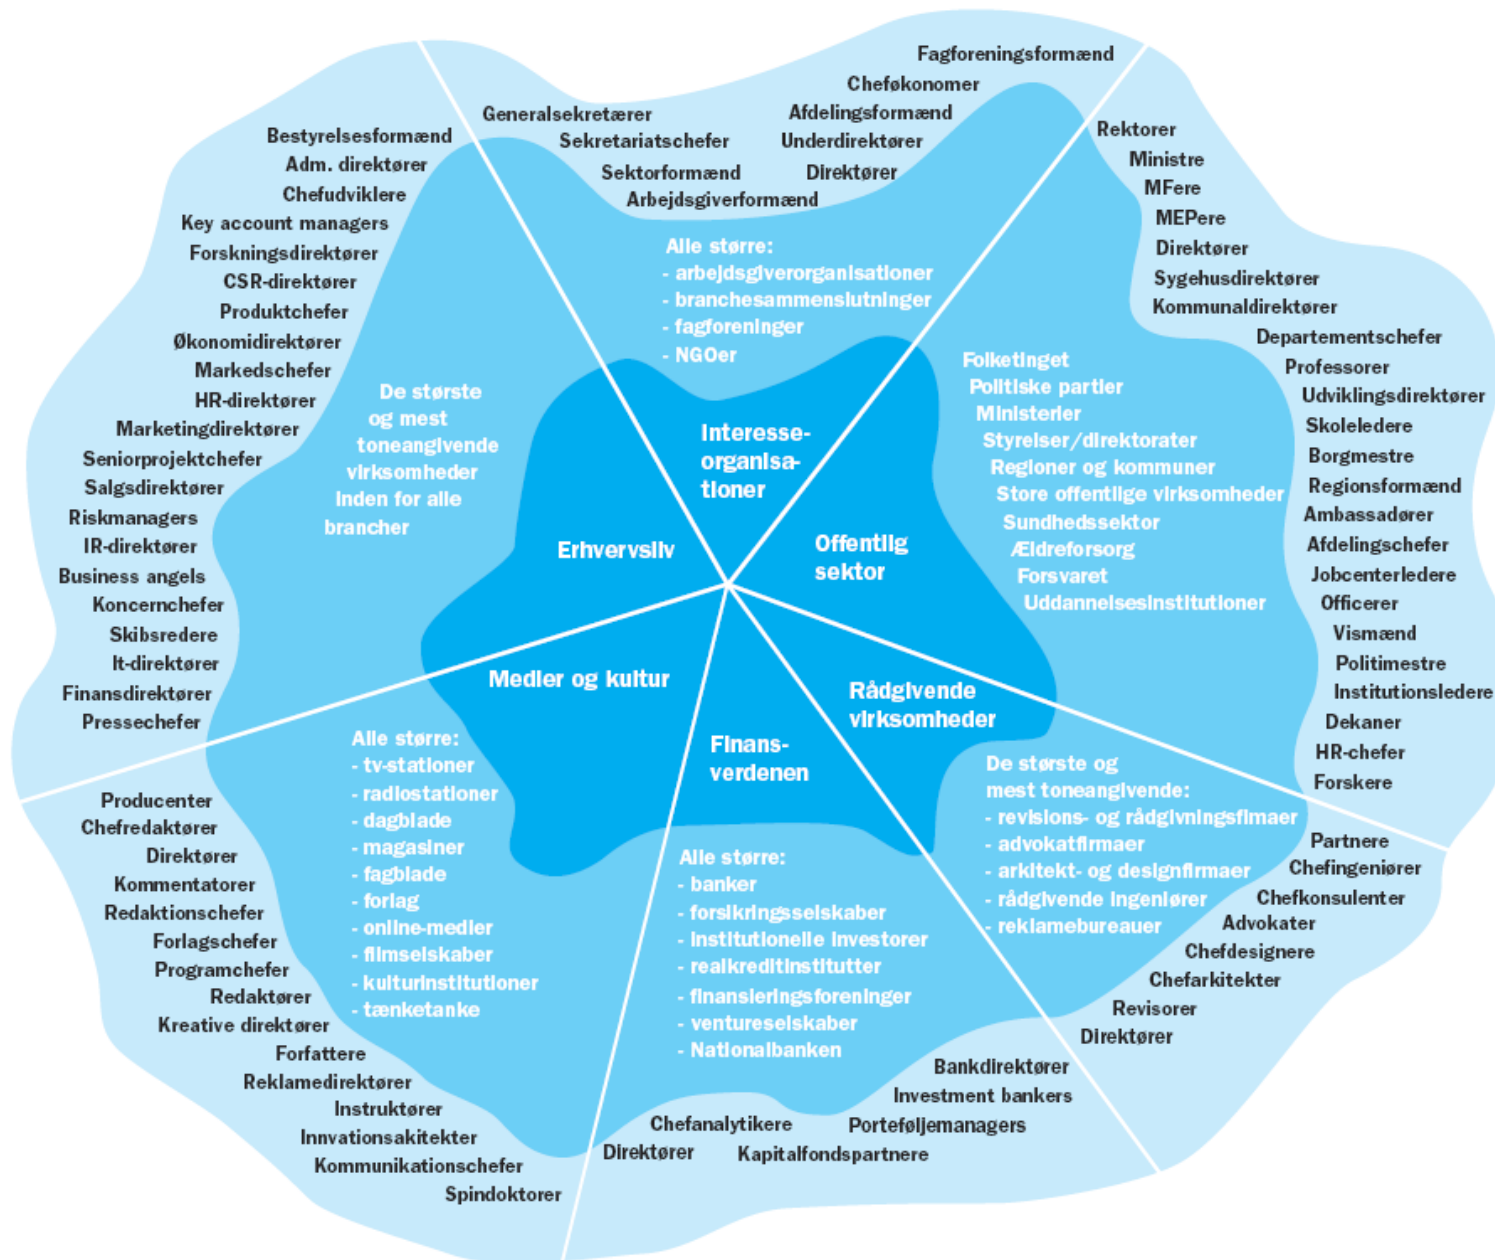 Fagforeningsformænd
Cheføkonomer
Afdelingsformænd
Underdirektører
Direktører
Generalsekretærer
Sekretariatschefer
Sektorformænd
Arbejdsgiverformænd
Alle større:
- arbejdsgiverorganisationer
- branchesammenslutninger
- fagforeninger
- NGOer
Interesse-
organisa-
tioner
Rektorer
Ministre
MFere
MEPere
Direktører
Sygehusdirektører
Kommunaldirektører
Departementschefer
Professorer
Udviklingsdirektører
Skoleledere
Borgmestre
Regionsformænd
Ambassadører
Afdelingschefer
Jobcenterledere
Officerer
Vismænd
Politimestre
Institutionsledere
Dekaner
HR-chefer
Forskere
Folketinget
Politiske partier
Ministerier
Styrelser/direktorater
Regioner og kommuner
Store offentlige virksomheder
Sundhedssektor
Ældreforsorg
Forsvaret
Uddannelsesinstitutioner
Offentlig
sektor
Rådgivende
virksomheder
De største og
mest toneangivende:
- revisions- og rådgivningsfimaer
- advokatfirmaer
- arkitekt- og designfirmaer
- rådgivende ingeniører
- reklamebureauer
Partnere
Chefingeniører
Chefkonsulenter
Advokater
Chefdesignere
Chefarkitekter
Revisorer
Direktører
Finans-
verdenen
Alle større:
- banker
- forsikringsselskaber
- institutionelle investorer
- realkreditinstitutter
- finansieringsforeninger
- ventureselskaber
- Nationalbanken
Bankdirektører
Investment bankers
Porteføljemanagers
Kapitalfondspartnere
Chefanalytikere
Direktører
Medier og kultur
Alle større:
- tv-stationer
- radiostationer
- dagblade
- magasiner
- fagblade
- forlag
- online-medier
- filmselskaber
- kulturinstitutioner
- tænketanke
Producenter
Chefredaktører
Direktører
Kommentatorer
Redaktionschefer
Forlagschefer
Programchefer
Redaktører
Kreative direktører
Forfattere
Reklamedirektører
Instruktører
Innvationsakitekter
Kommunikationschefer
Spindoktorer
Erhvervsliv
De største
og mest
toneangivende
virksomheder
inden for alle
brancher
Bestyrelsesformænd
Adm. direktører
Chefudviklere
Key account managers
Forskningsdirektører
CSR-direktører
Produktchefer
Økonomidirektører
Markedschefer
HR-direktører
Marketingdirektører
Seniorprojektchefer
Salgsdirektører
Riskmanagers
IR-direktører
Business angels
Koncernchefer
Skibsredere
It-direktører
Finansdirektører
Pressechefer